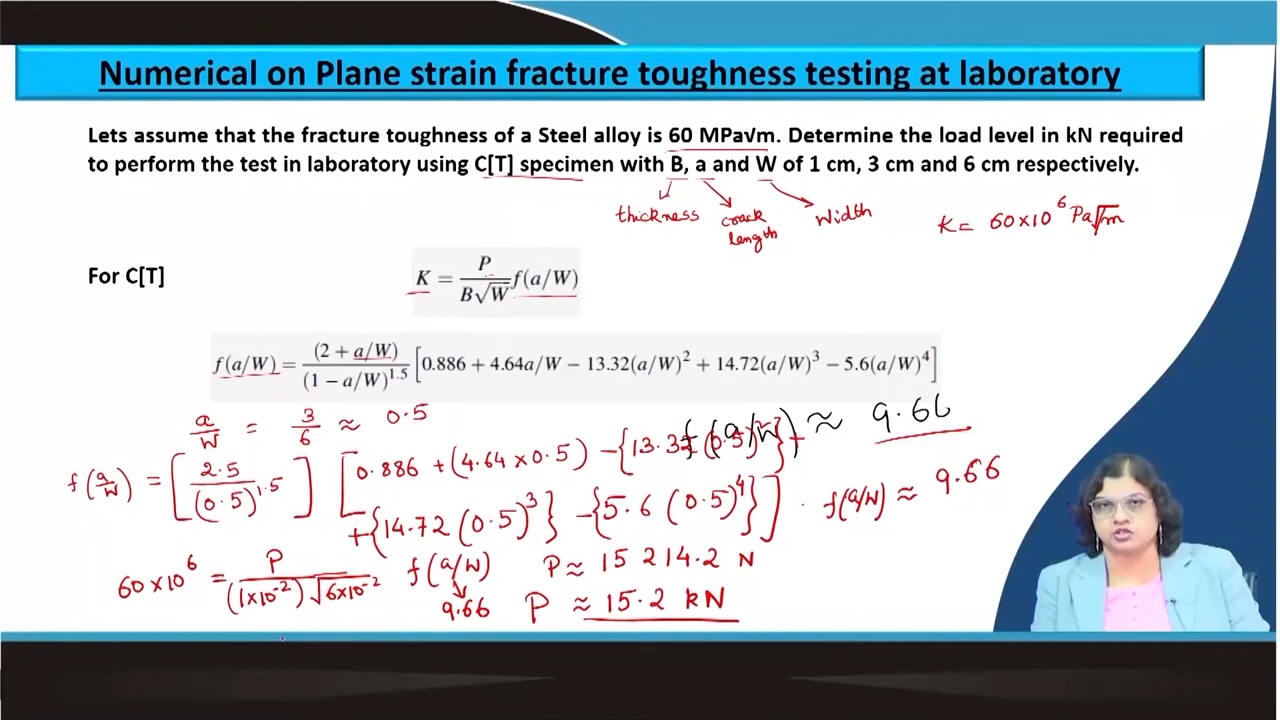 Numerical on Plane strain fracture toughness testing at laboratory
Lets assume that the fracture toughness of a Steel alloy is 60 MPa√m. Determine the load level in kN required
to perform the test in laboratory using C[T] specimen with B, a and W of 1 cm, 3 cm and 6 cm respectively.
thickness
crack length
Width
K = 60×10⁶ Pa√m
For C[T]
K = P / (B√W) f(a/W)
f(a/W) = (2 + a/W) / (1 − a/W)^1.5 [0.886 + 4.64a/W − 13.32(a/W)² + 14.72(a/W)³ − 5.6(a/W)⁴]
a/W = 3/6 ≈ 0.5
f(a/W) ≈ 9.66
f(a/W) = [2.5 / (0.5)^1.5] [0.886 + (4.64 × 0.5) − {13.32 (0.5)²} +
+ {14.72 (0.5)³} − {5.6 (0.5)⁴}] . f(a/W) ≈ 9.66
60×10⁶ = P / ((1×10⁻²) √6×10⁻²) f(a/W)
9.66
P ≈ 15 214.2 N
P ≈ 15.2 kN